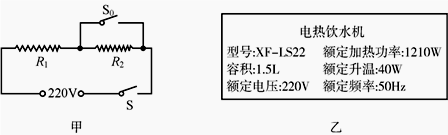 S₀
R₁ R₂
220V S
甲
电热饮水机
型号:XF-LS22 额定加热功率:1210W
容积:1.5L 额定升温:40W
额定电压:220V 额定频率:50Hz
乙